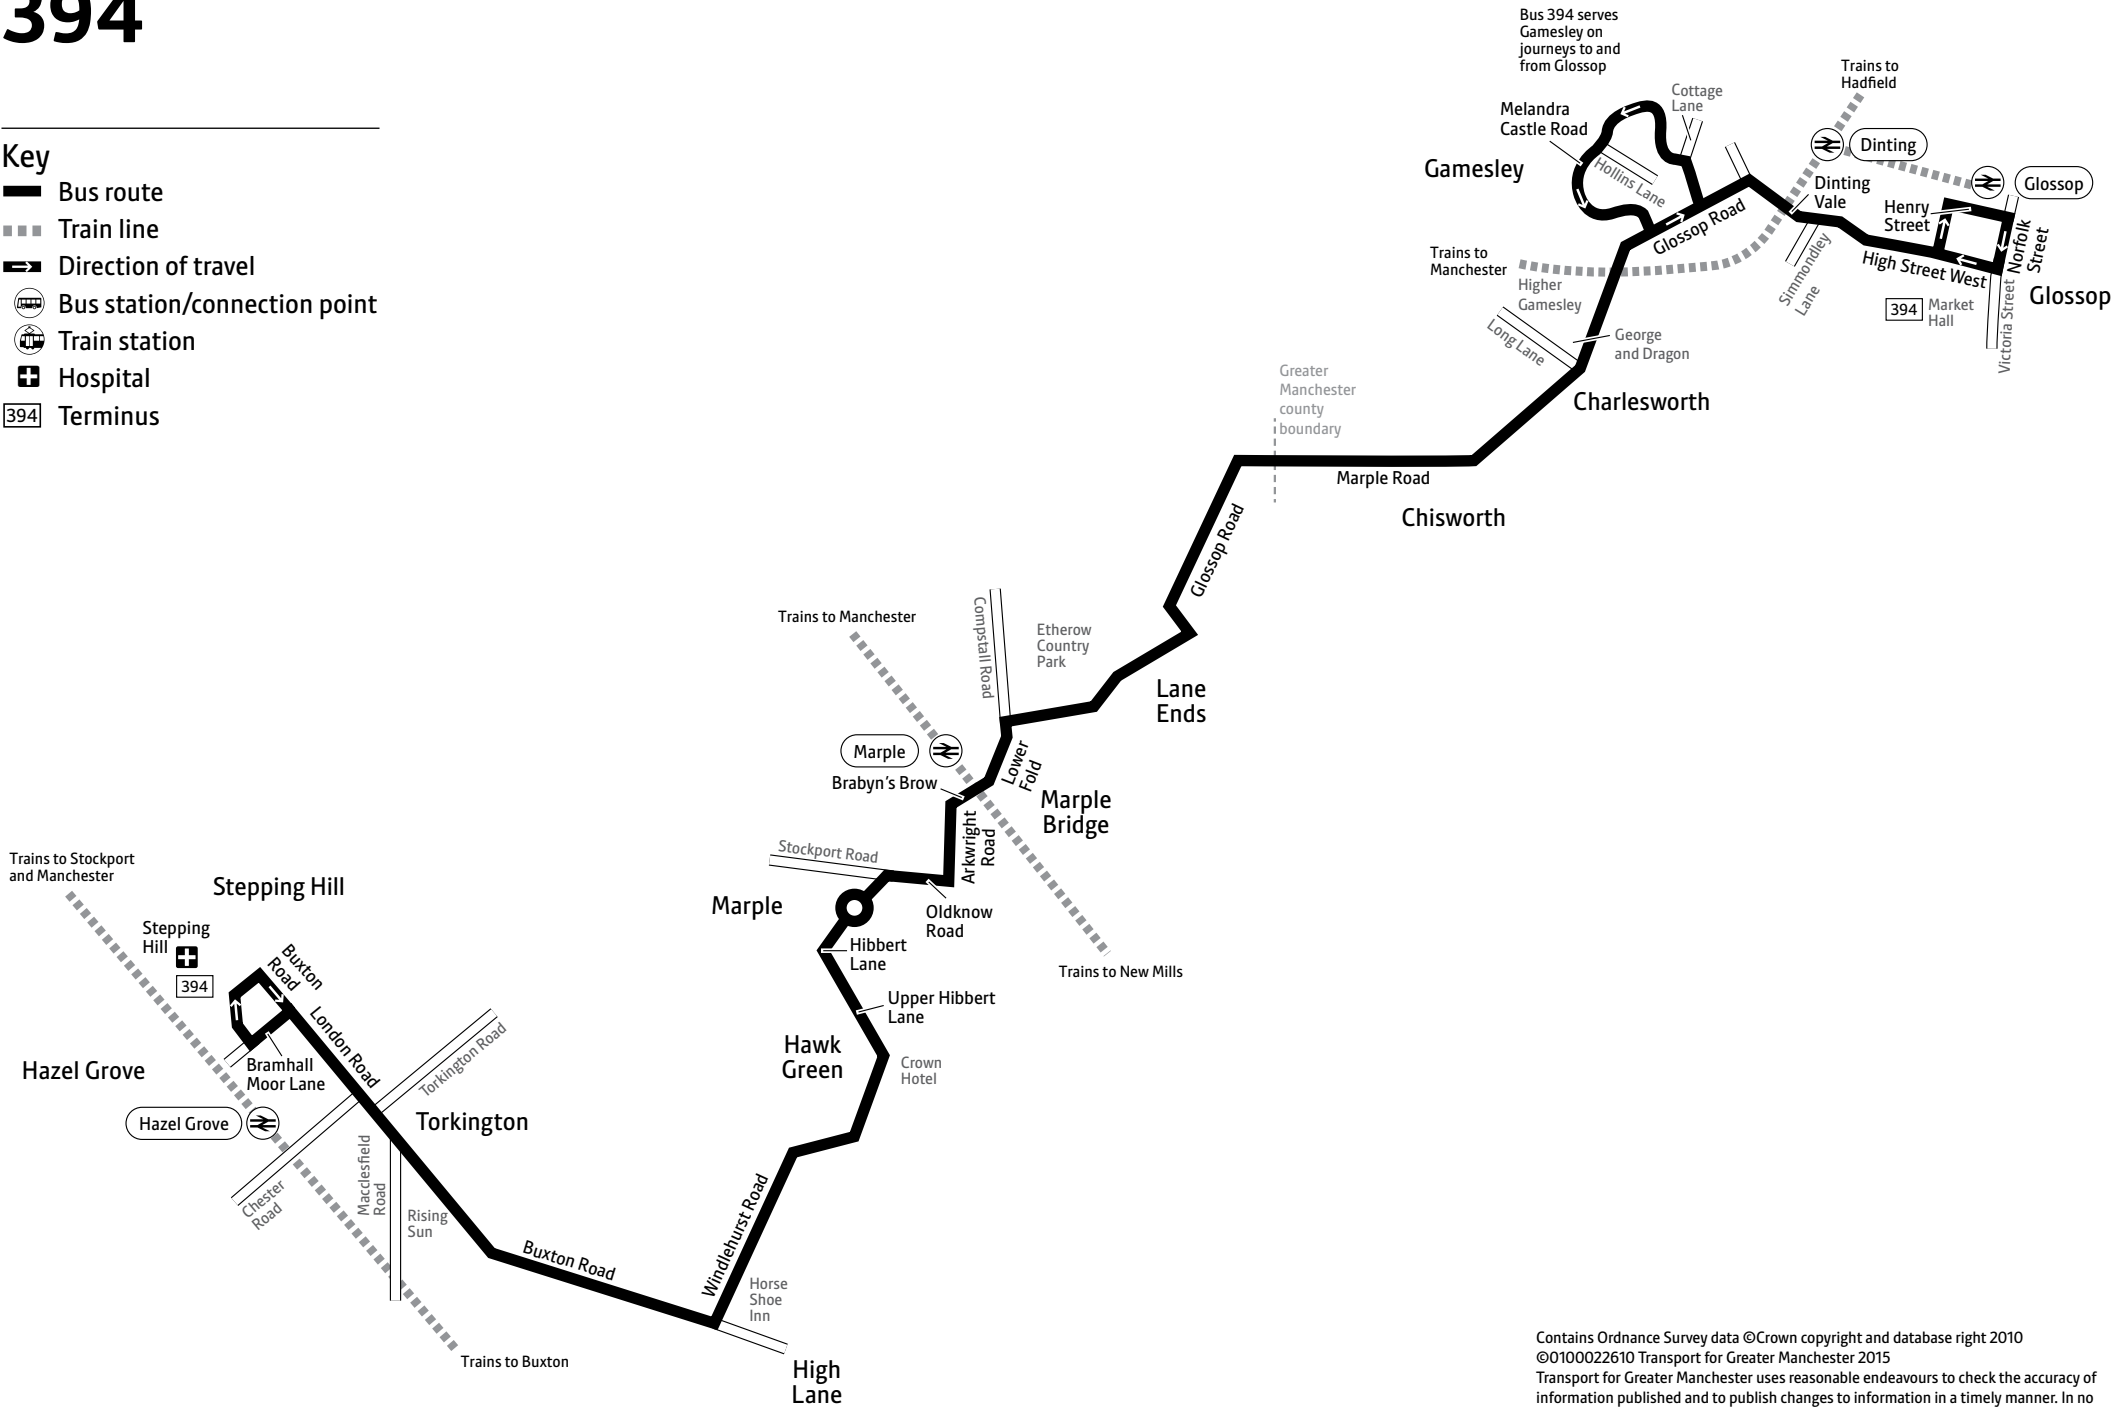 394
Key
Bus route
Train line
Direction of travel
Bus station/connection point
Train station
Hospital
394 Terminus
Bus 394 serves
Gamesley on
journeys to and
from Glossop
Trains to
Hadfield
Cottage
Lane
Melandra
Castle Road
Gamesley
Hollins Lane
Dinting
Glossop
Dinting
Vale
Henry
Street
Norfolk
Street
Glossop Road
Trains to
Manchester
High Street West
Simmondley
Lane
Higher
Gamesley
Glossop
394
Market
Hall
Victoria Street
Long Lane
George
and Dragon
Greater
Manchester
county
boundary
Charlesworth
Marple Road
Chisworth
Glossop Road
Trains to Manchester
Compstall Road
Etherow
Country
Park
Lane
Ends
Marple
Brabyn's Brow
Lower
Fold
Marple
Bridge
Arkwright
Road
Stockport Road
Marple
Oldknow
Road
Hibbert
Lane
Trains to New Mills
Upper Hibbert
Lane
Hawk
Green
Crown
Hotel
Trains to Stockport
and Manchester
Stepping Hill
Stepping
Hill
394
Buxton
Road
London Road
Torkington Road
Hazel Grove
Bramhall
Moor Lane
Hazel Grove
Torkington
Chester
Road
Macclesfield
Road
Rising
Sun
Buxton Road
Windlehurst Road
Horse
Shoe
Inn
Trains to Buxton
High
Lane
Contains Ordnance Survey data ©Crown copyright and database right 2010
©0100022610 Transport for Greater Manchester 2015
Transport for Greater Manchester uses reasonable endeavours to check the accuracy of
information published and to publish changes to information in a timely manner. In no